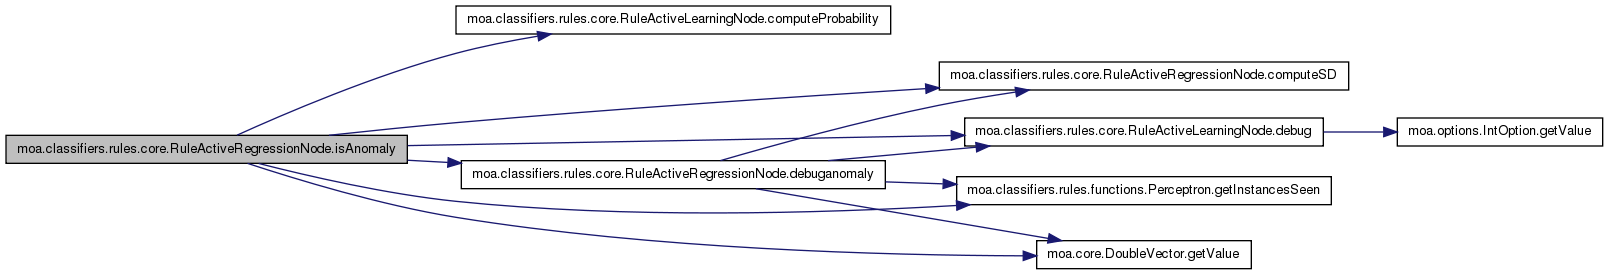 moa.classifiers.rules.core.RuleActiveLearningNode.computeProbability
moa.classifiers.rules.core.RuleActiveRegressionNode.computeSD
moa.classifiers.rules.core.RuleActiveLearningNode.debug
moa.options.IntOption.getValue
moa.classifiers.rules.core.RuleActiveRegressionNode.isAnomaly
moa.classifiers.rules.core.RuleActiveRegressionNode.debuganomaly
moa.classifiers.rules.functions.Perceptron.getInstancesSeen
moa.core.DoubleVector.getValue